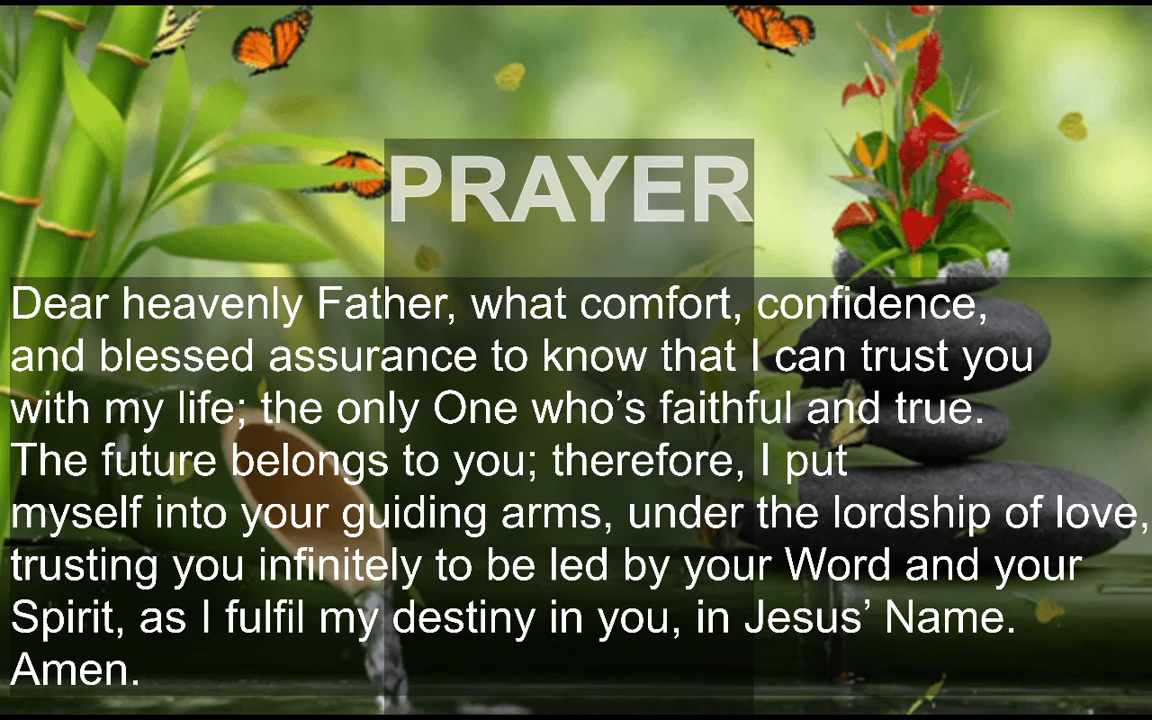 PRAYER
Dear heavenly Father, what comfort, confidence,
and blessed assurance to know that I can trust you
with my life; the only One who’s faithful and true.
The future belongs to you; therefore, I put
myself into your guiding arms, under the lordship of love,
trusting you infinitely to be led by your Word and your
Spirit, as I fulfil my destiny in you, in Jesus’ Name.
Amen.